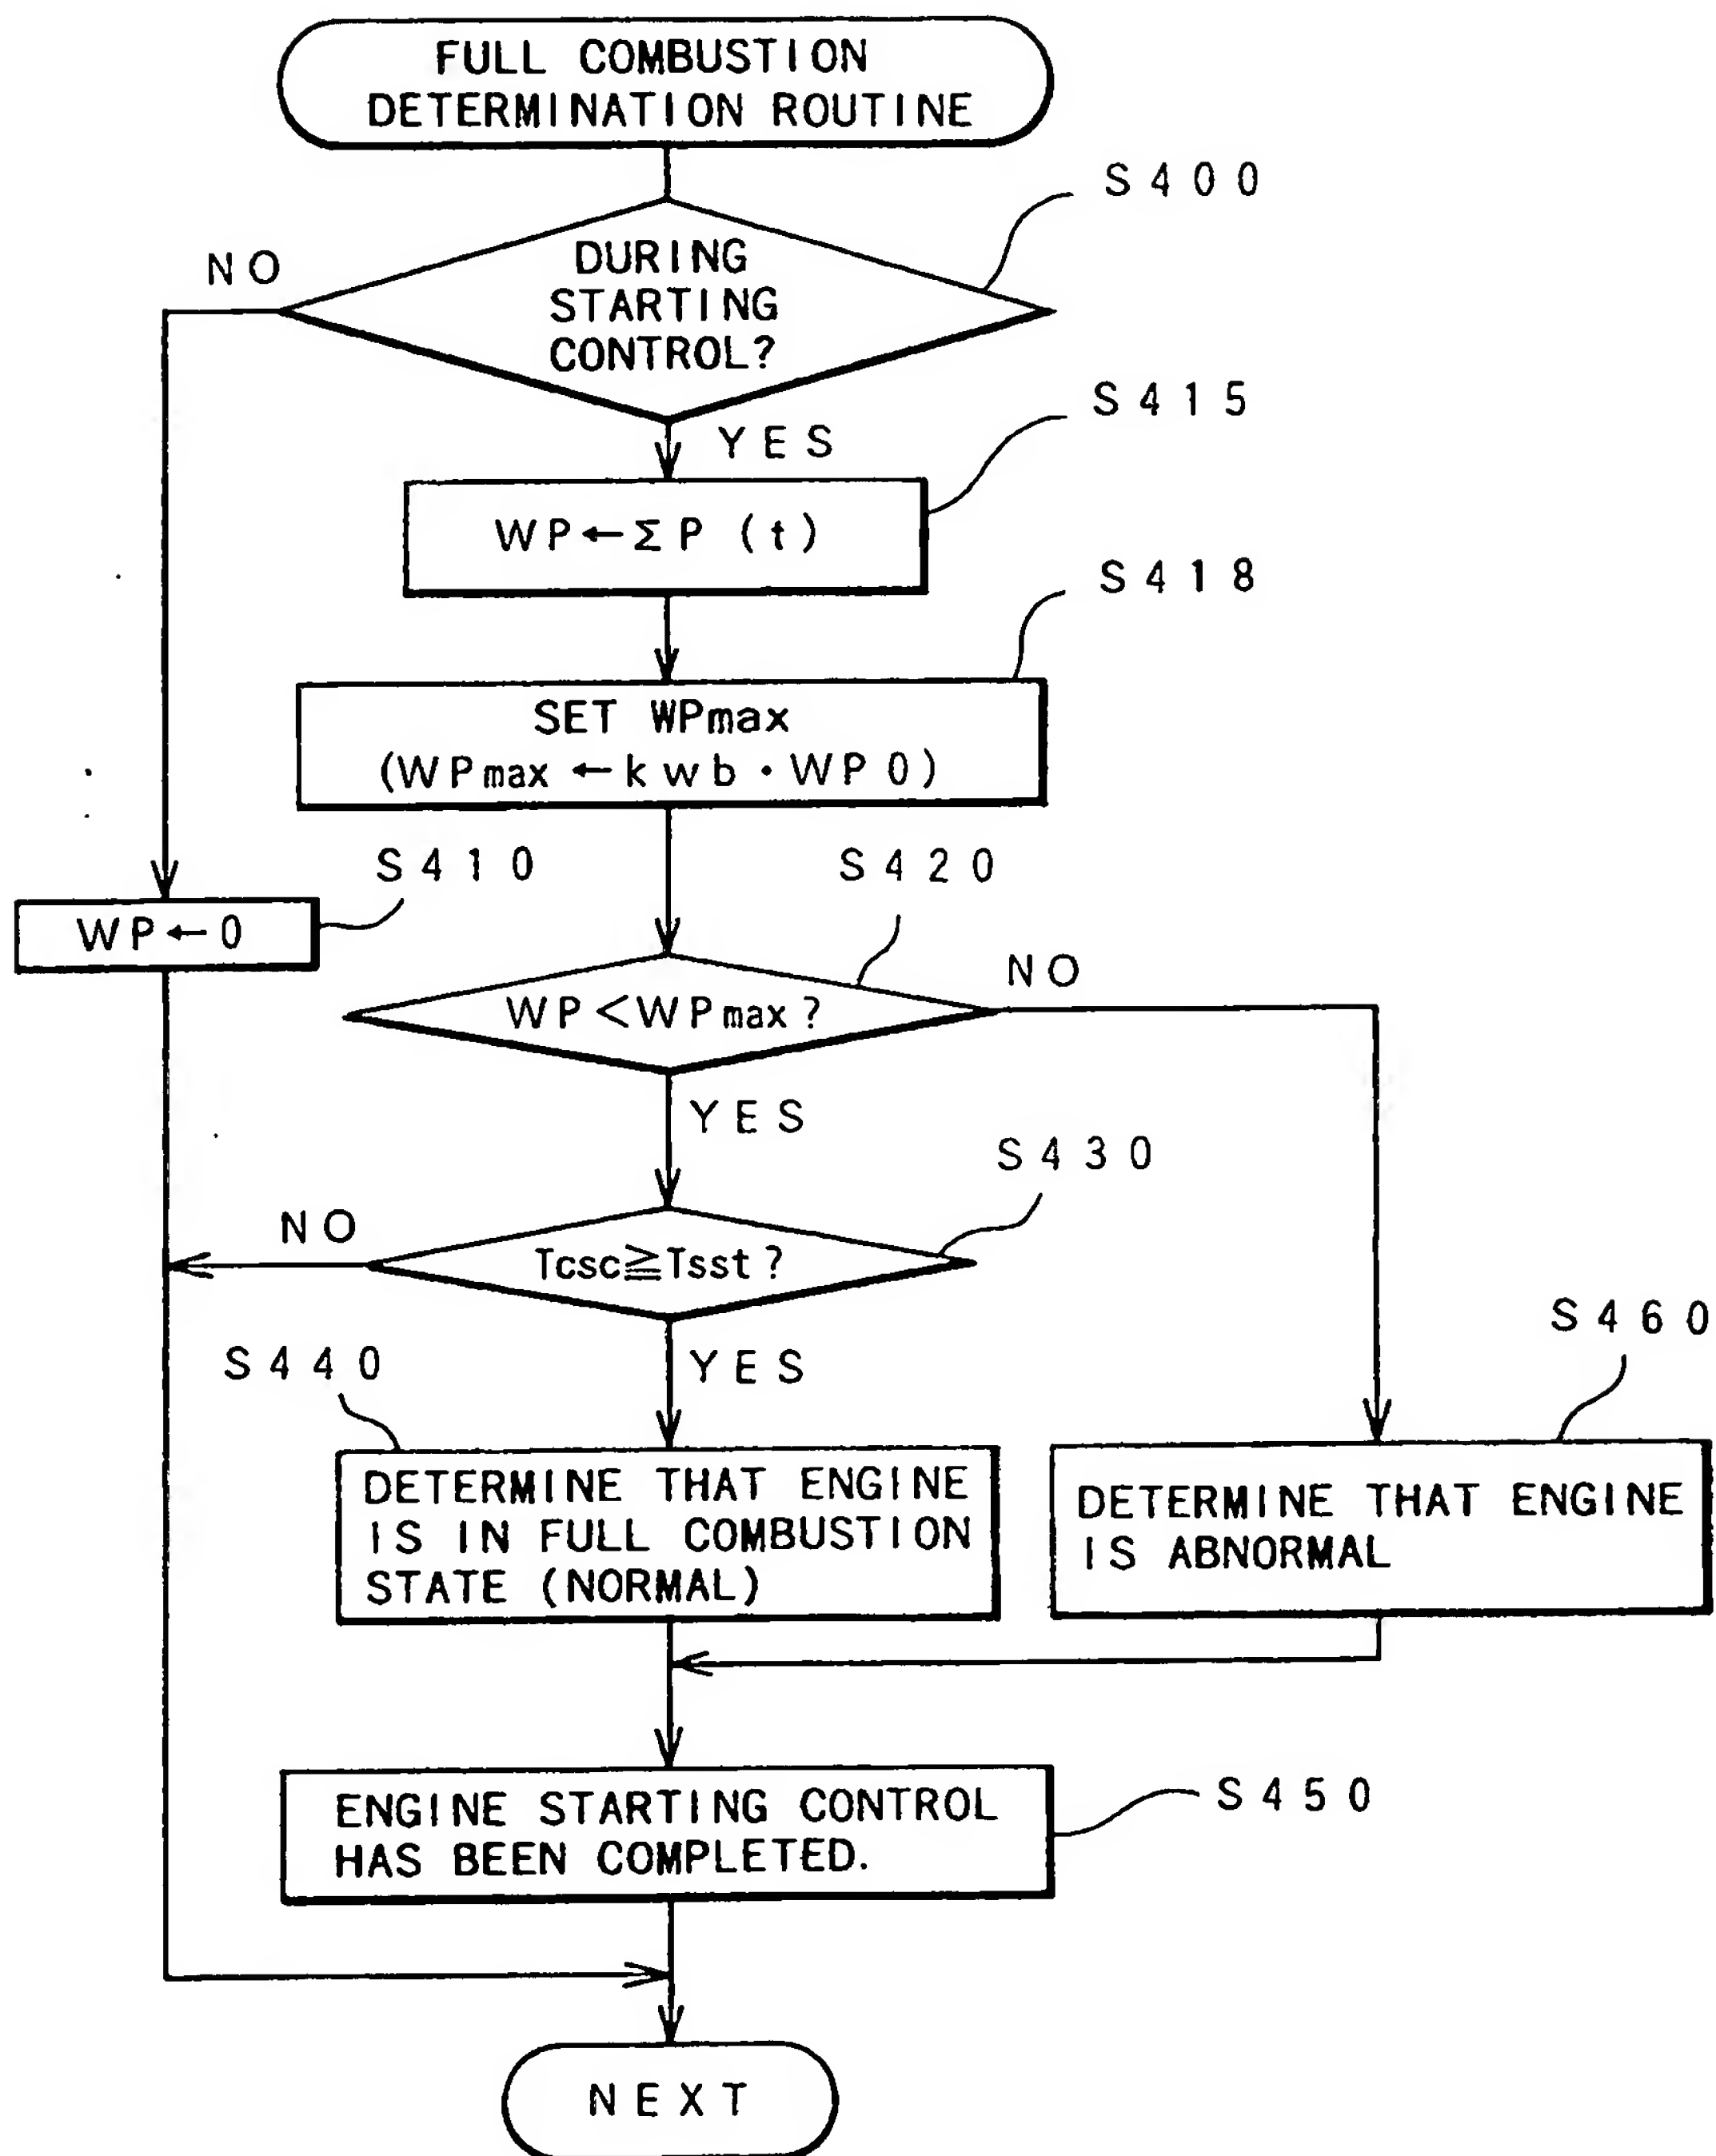 FULL COMBUSTION
DETERMINATION ROUTINE
S400
NO
DURING
STARTING
CONTROL?
S415
YES
WP←ΣP (t)
S418
SET WPmax
(WPmax ←kwb・WP0)
S410
S420
WP←0
NO
WP<WPmax?
YES
S430
NO
Tcsc≧Tsst?
S460
S440
YES
DETERMINE THAT ENGINE
IS IN FULL COMBUSTION
STATE (NORMAL)
DETERMINE THAT ENGINE
IS ABNORMAL
S450
ENGINE STARTING CONTROL
HAS BEEN COMPLETED.
NEXT